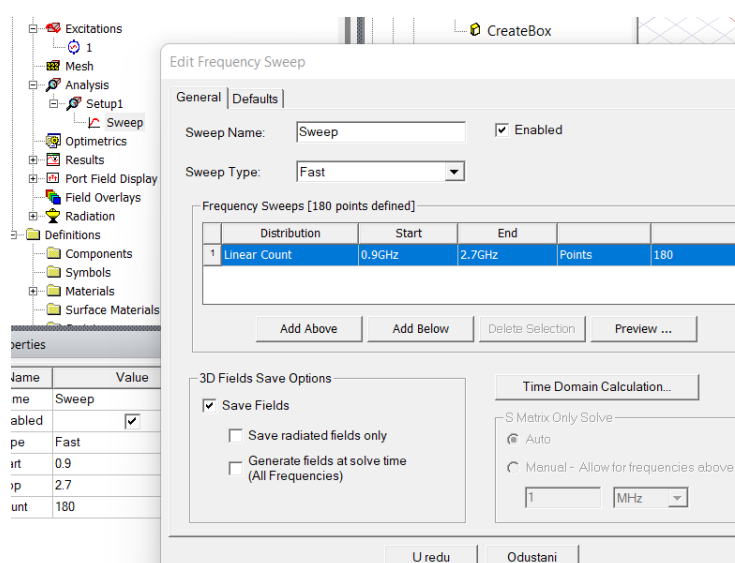 Excitations
1
Mesh
Analysis
Setup1
Sweep
Optimetrics
Results
Port Field Display
Field Overlays
Radiation
Definitions
Components
Symbols
Materials
Surface Materials
perties
Name Value
me Sweep
abled
pe Fast
art 0.9
op 2.7
unt 180
CreateBox
Edit Frequency Sweep
General Defaults
Sweep Name: Sweep Enabled
Sweep Type: Fast
Frequency Sweeps [180 points defined]
Distribution Start End
1 Linear Count 0.9GHz 2.7GHz Points 180
Add Above Add Below Delete Selection Preview ...
3D Fields Save Options
Save Fields
Save radiated fields only
Generate fields at solve time
(All Frequencies)
Time Domain Calculation...
S Matrix Only Solve
Auto
Manual - Allow for frequencies above
1 MHz
U redu Odustani